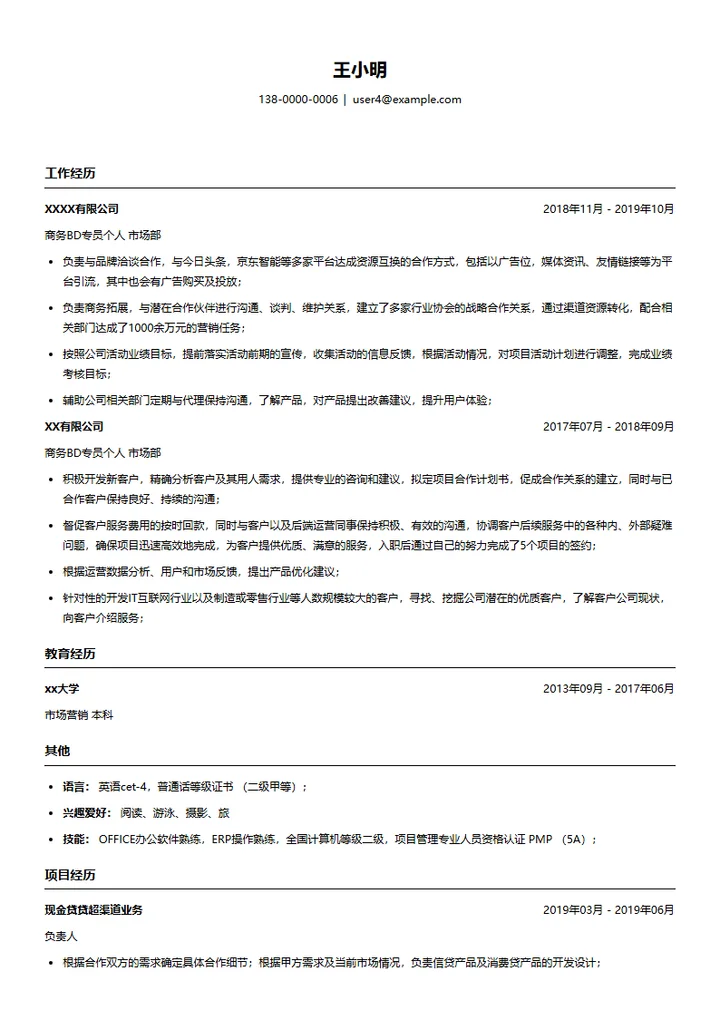 王小明
138-0000-0006 | user4@example.com
工作经历
XXXX有限公司 2018年11月 - 2019年10月
商务BD专员个人 市场部
• 负责与品牌洽谈合作，与今日头条，京东智能等多家平台达成资源互换的合作方式，包括以广告位，媒体资讯、友情链接等为平
台引流，其中也会有广告购买及投放；
• 负责商务拓展，与潜在合作伙伴进行沟通、谈判、维护关系，建立了多家行业协会的战略合作关系，通过渠道资源转化，配合相
关部门达成了1000余万元的营销任务；
• 按照公司活动业绩目标，提前落实活动前期的宣传，收集活动的信息反馈，根据活动情况，对项目活动计划进行调整，完成业绩
考核目标；
• 辅助公司相关部门定期与代理保持沟通，了解产品，对产品提出改善建议，提升用户体验；
XX有限公司 2017年07月 - 2018年09月
商务BD专员个人 市场部
• 积极开发新客户，精确分析客户及其用人需求，提供专业的咨询和建议，拟定项目合作计划书，促成合作关系的建立，同时与已
合作客户保持良好、持续的沟通；
• 督促客户服务费用的按时回款，同时与客户以及后端运营同事保持积极、有效的沟通，协调客户后续服务中的各种内、外部疑难
问题，确保项目迅速高效地完成，为客户提供优质、满意的服务，入职后通过自己的努力完成了5个项目的签约；
• 根据运营数据分析、用户和市场反馈，提出产品优化建议；
• 针对性的开发IT互联网行业以及制造或零售行业等人数规模较大的客户，寻找、挖掘公司潜在的优质客户，了解客户公司现状，
向客户介绍服务；
教育经历
xx大学 2013年09月 - 2017年06月
市场营销 本科
其他
• 语言： 英语cet-4，普通话等级证书 （二级甲等）；
• 兴趣爱好： 阅读、游泳、摄影、旅
• 技能： OFFICE办公软件熟练，ERP操作熟练，全国计算机等级二级，项目管理专业人员资格认证 PMP （5A）；
项目经历
现金贷贷超渠道业务 2019年03月 - 2019年06月
负责人
• 根据合作双方的需求确定具体合作细节；根据甲方需求及当前市场情况，负责信贷产品及消费贷产品的开发设计；